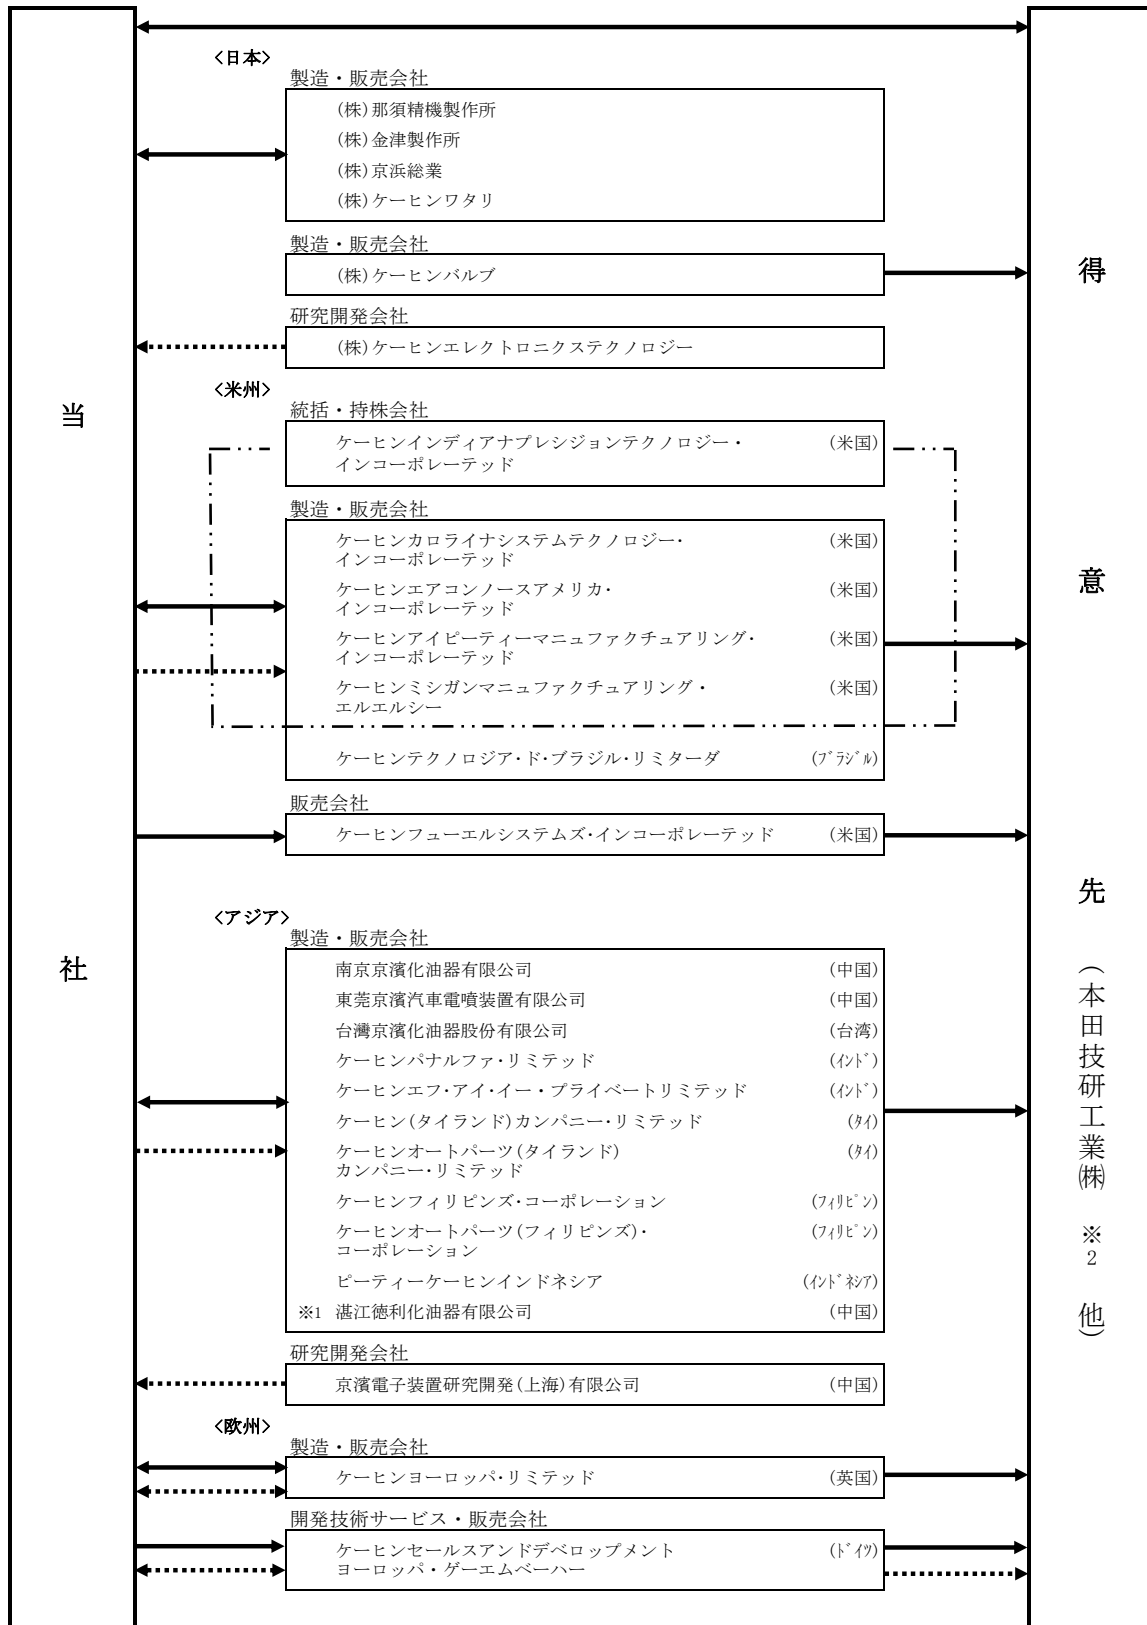 <日本>
製造・販売会社
(株)那須精機製作所
(株)金津製作所
(株)京浜総業
(株)ケーヒンワタリ
製造・販売会社
(株)ケーヒンバルブ
研究開発会社
(株)ケーヒンエレクトロニクステクノロジー
<米州>
統括・持株会社
ケーヒンインディアナプレシジョンテクノロジー・ (米国)
インコーポレーテッド
製造・販売会社
ケーヒンカロライナシステムテクノロジー・ (米国)
インコーポレーテッド
ケーヒンエアコンノースアメリカ・ (米国)
インコーポレーテッド
ケーヒンアイピーティーマニュファクチュアリング・ (米国)
インコーポレーテッド
ケーヒンミシガンマニュファクチュアリング・ (米国)
エルエルシー
ケーヒンテクノロジア・ド・ブラジル・リミターダ (ﾌﾞﾗｼﾞﾙ)
販売会社
ケーヒンフューエルシステムズ・インコーポレーテッド (米国)
<アジア>
製造・販売会社
南京京濱化油器有限公司 (中国)
東莞京濱汽車電噴装置有限公司 (中国)
台灣京濱化油器股份有限公司 (台湾)
ケーヒンパナルファ・リミテッド (ｲﾝﾄﾞ)
ケーヒンエフ・アイ・イー・プライベートリミテッド (ｲﾝﾄﾞ)
ケーヒン(タイランド)カンパニー・リミテッド (ﾀｲ)
ケーヒンオートパーツ(タイランド) (ﾀｲ)
カンパニー・リミテッド
ケーヒンフィリピンズ・コーポレーション (ﾌｨﾘﾋﾟﾝ)
ケーヒンオートパーツ(フィリピンズ)・ (ﾌｨﾘﾋﾟﾝ)
コーポレーション
ピーティーケーヒンインドネシア (ｲﾝﾄﾞﾈｼｱ)
※1 湛江德利化油器有限公司 (中国)
研究開発会社
京濱電子装置研究開発(上海)有限公司 (中国)
<欧州>
製造・販売会社
ケーヒンヨーロッパ・リミテッド (英国)
開発技術サービス・販売会社
ケーヒンセールスアンドデベロップメント (ﾄﾞｲﾂ)
ヨーロッパ・ゲーエムベーハー
当社
得意先(本田技研工業㈱ ※2 他)